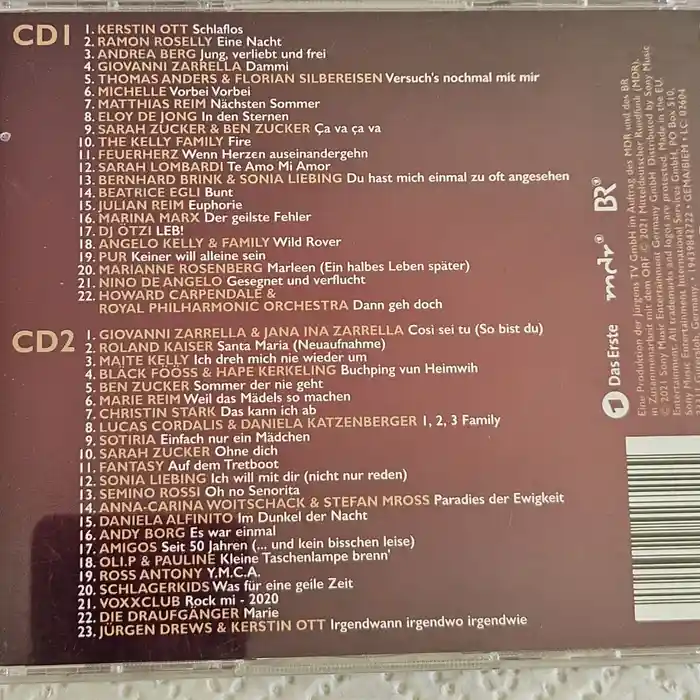 CD1
1. KERSTIN OTT Schlaflos
2. RAMON ROSELLY Eine Nacht
3. ANDREA BERG Jung, verliebt und frei
4. GIOVANNI ZARRELLA Dammi
5. THOMAS ANDERS & FLORIAN SILBEREISEN Versuch's nochmal mit mir
6. MICHELLE Vorbei Vorbei
7. MATTHIAS REIM Nächsten Sommer
8. ELOY DE JONG In den Sternen
9. SARAH ZUCKER & BEN ZUCKER Ça va ça va
10. THE KELLY FAMILY Fire
11. FEUERHERZ Wenn Herzen auseinandergehn
12. SARAH LOMBARDI Te Amo Mi Amor
13. BERNHARD BRINK & SONIA LIEBING Du hast mich einmal zu oft angesehen
14. BEATRICE EGLI Bunt
15. JULIAN REIM Euphorie
16. MARINA MARX Der geilste Fehler
17. DJ ÖTZI LEB!
18. ANGELO KELLY & FAMILY Wild Rover
19. PUR Keiner will alleine sein
20. MARIANNE ROSENBERG Marleen (Ein halbes Leben später)
21. NINO DE ANGELO Gesegnet und verflucht
22. HOWARD CARPENDALE &
ROYAL PHILHARMONIC ORCHESTRA Dann geh doch
CD2
1. GIOVANNI ZARRELLA & JANA INA ZARRELLA Così sei tu (So bist du)
2. ROLAND KAISER Santa Maria (Neuaufnahme)
3. MAITE KELLY Ich dreh mich nie wieder um
4. BLÄCK FÖÖSS & HAPE KERKELING Buchping vun Heimwih
5. BEN ZUCKER Sommer der nie geht
6. MARIE REIM Weil das Mädels so machen
7. CHRISTIN STARK Das kann ich ab
8. LUCAS CORDALIS & DANIELA KATZENBERGER 1, 2, 3 Family
9. SOTIRIA Einfach nur ein Mädchen
10. SARAH ZUCKER Ohne dich
11. FANTASY Auf dem Tretboot
12. SONIA LIEBING Ich will mit dir (nicht nur reden)
13. SEMINO ROSSI Oh no Senorita
14. ANNA-CARINA WOITSCHACK & STEFAN MROSS Paradies der Ewigkeit
15. DANIELA ALFINITO Im Dunkel der Nacht
16. ANDY BORG Es war einmal
17. AMIGOS Seit 50 Jahren (... und kein bisschen leise)
18. OLI.P & PAULINE Kleine Taschenlampe brenn'
19. ROSS ANTONY Y.M.C.A.
20. SCHLAGERKIDS Was für eine geile Zeit
21. VOXXCLUB Rock mi - 2020
22. DIE DRAUFGÄNGER Marie
23. JÜRGEN DREWS & KERSTIN OTT Irgendwann irgendwo irgendwie
1 Das Erste
mdr
BR
Eine Produktion der Jürgens TV GmbH im Auftrag des MDR und des BR
in Zusammenarbeit mit dem ORF © 2021 Mitteldeutscher Rundfunk (MDR).
© 2021 Sony Music Entertainment Germany GmbH. Distributed by Sony Music
Entertainment. All trademarks and logos are protected. Made in the EU.
Sony Music Entertainment International Services GmbH, PO Box 510,
Germany. • 19439842722 • GEMA/BIEM • LC 02604